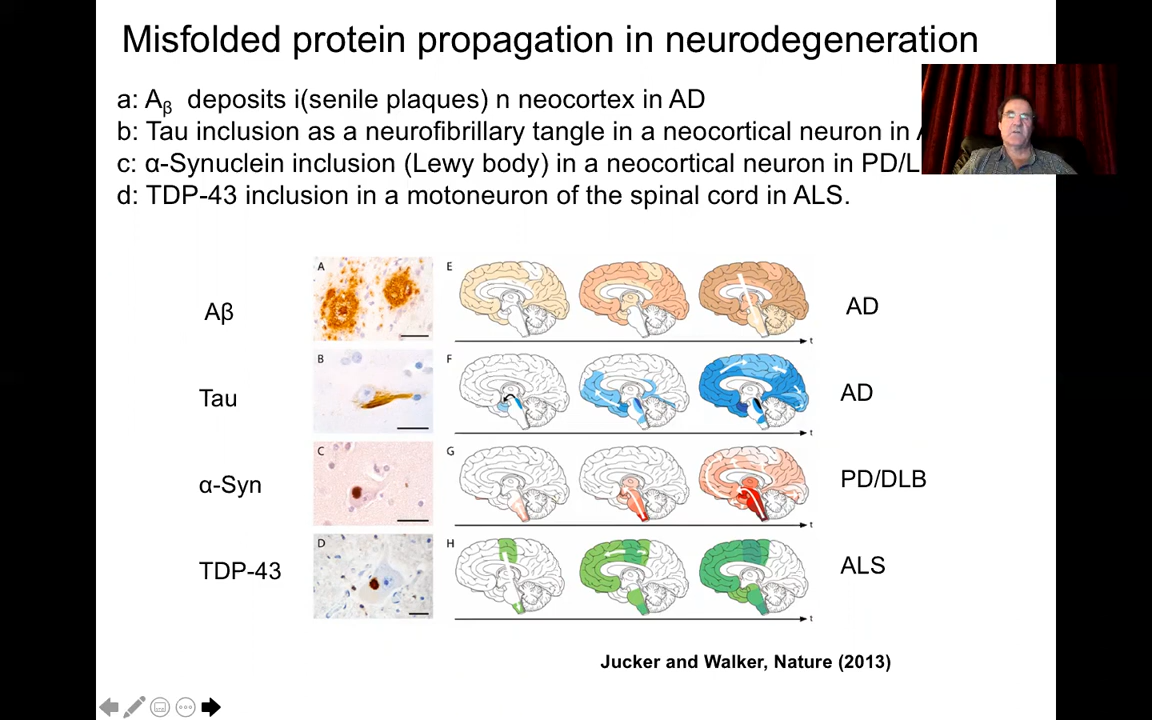 Misfolded protein propagation in neurodegeneration
a: Aβ deposits i(senile plaques) n neocortex in AD
b: Tau inclusion as a neurofibrillary tangle in a neocortical neuron in
c: α-Synuclein inclusion (Lewy body) in a neocortical neuron in PD/L
d: TDP-43 inclusion in a motoneuron of the spinal cord in ALS.
A
E
Aβ
AD
t
B
F
Tau
AD
t
C
G
α-Syn
PD/DLB
t
D
H
TDP-43
ALS
t
Jucker and Walker, Nature (2013)